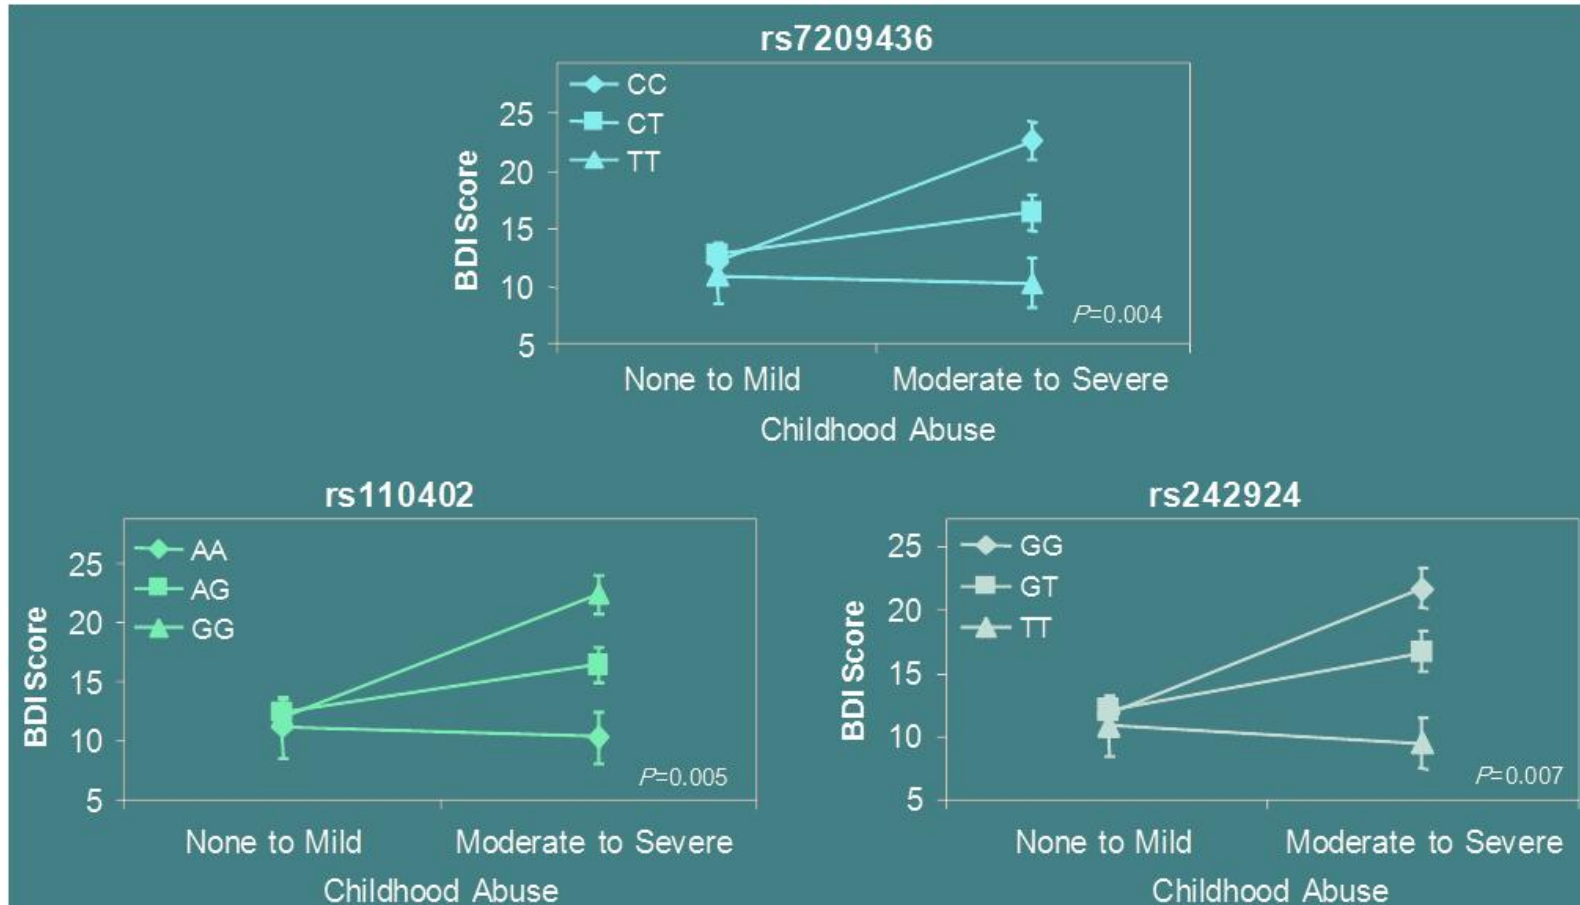 rs7209436
CC
CT
TT
25
20
15
10
5
BDI Score
P=0.004
None to Mild
Moderate to Severe
Childhood Abuse
rs110402
AA
AG
GG
25
20
15
10
5
BDI Score
P=0.005
None to Mild
Moderate to Severe
Childhood Abuse
rs242924
GG
GT
TT
25
20
15
10
5
BDI Score
P=0.007
None to Mild
Moderate to Severe
Childhood Abuse